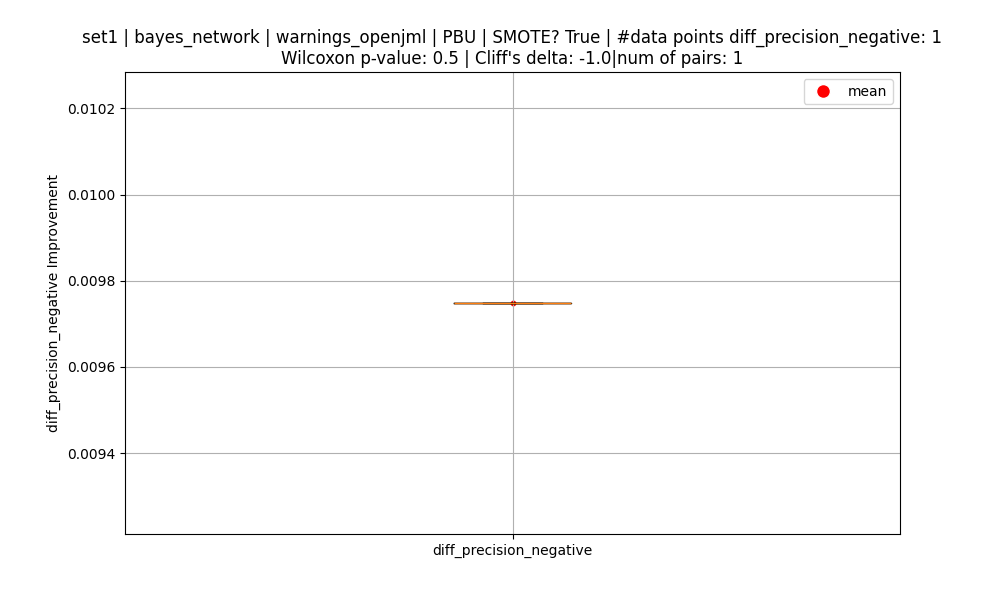 set1 | bayes_network | warnings_openjml | PBU | SMOTE? True | #data points diff_precision_negative: 1
Wilcoxon p-value: 0.5 | Cliff's delta: -1.0|num of pairs: 1
mean
0.0102
0.0100
0.0098
0.0096
0.0094
diff_precision_negative Improvement
diff_precision_negative